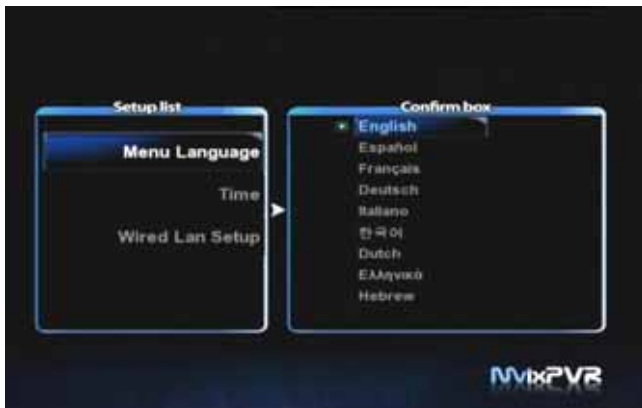 Setup list
Menu Language
Time
Wired Lan Setup
Confirm box
English
Español
Français
Deutsch
Italiano
한국어
Dutch
Ελληνικά
Hebrew
MvixPVR